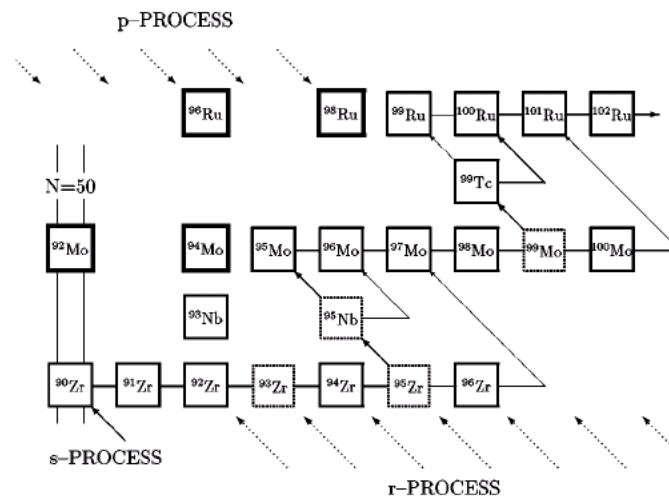 p–PROCESS
⁹⁶Ru ⁹⁸Ru ⁹⁹Ru ¹⁰⁰Ru ¹⁰¹Ru ¹⁰²Ru
N=50 ⁹⁹Tc
⁹²Mo ⁹⁴Mo ⁹⁵Mo ⁹⁶Mo ⁹⁷Mo ⁹⁸Mo ⁹⁹Mo ¹⁰⁰Mo
⁹³Nb ⁹⁵Nb
⁹⁰Zr ⁹¹Zr ⁹²Zr ⁹³Zr ⁹⁴Zr ⁹⁵Zr ⁹⁶Zr
s–PROCESS
r–PROCESS